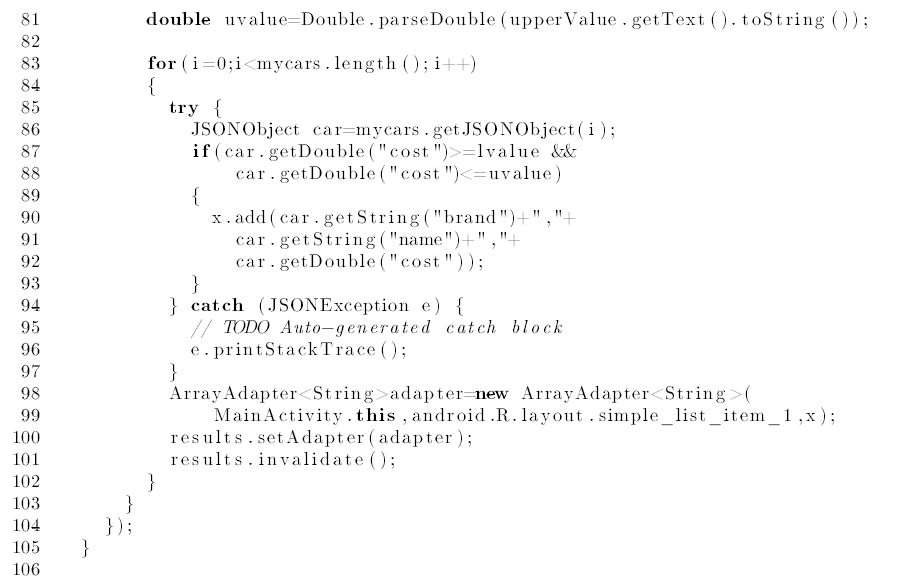 81 double uvalue=Double.parseDouble(upperValue.getText().toString());
82
83 for(i=0;i<mycars.length();i++)
84 {
85 try {
86 JSONObject car=mycars.getJSONObject(i);
87 if(car.getDouble("cost")>=lvalue &&
88 car.getDouble("cost")<=uvalue)
89 {
90 x.add(car.getString("brand")+","+
91 car.getString("name")+","+
92 car.getDouble("cost"));
93 }
94 } catch (JSONException e) {
95 // TODO Auto-generated catch block
96 e.printStackTrace();
97 }
98 ArrayAdapter<String>adapter=new ArrayAdapter<String>(
99 MainActivity.this,android.R.layout.simple_list_item_1,x);
100 results.setAdapter(adapter);
101 results.invalidate();
102 }
103 }
104 });
105 }
106